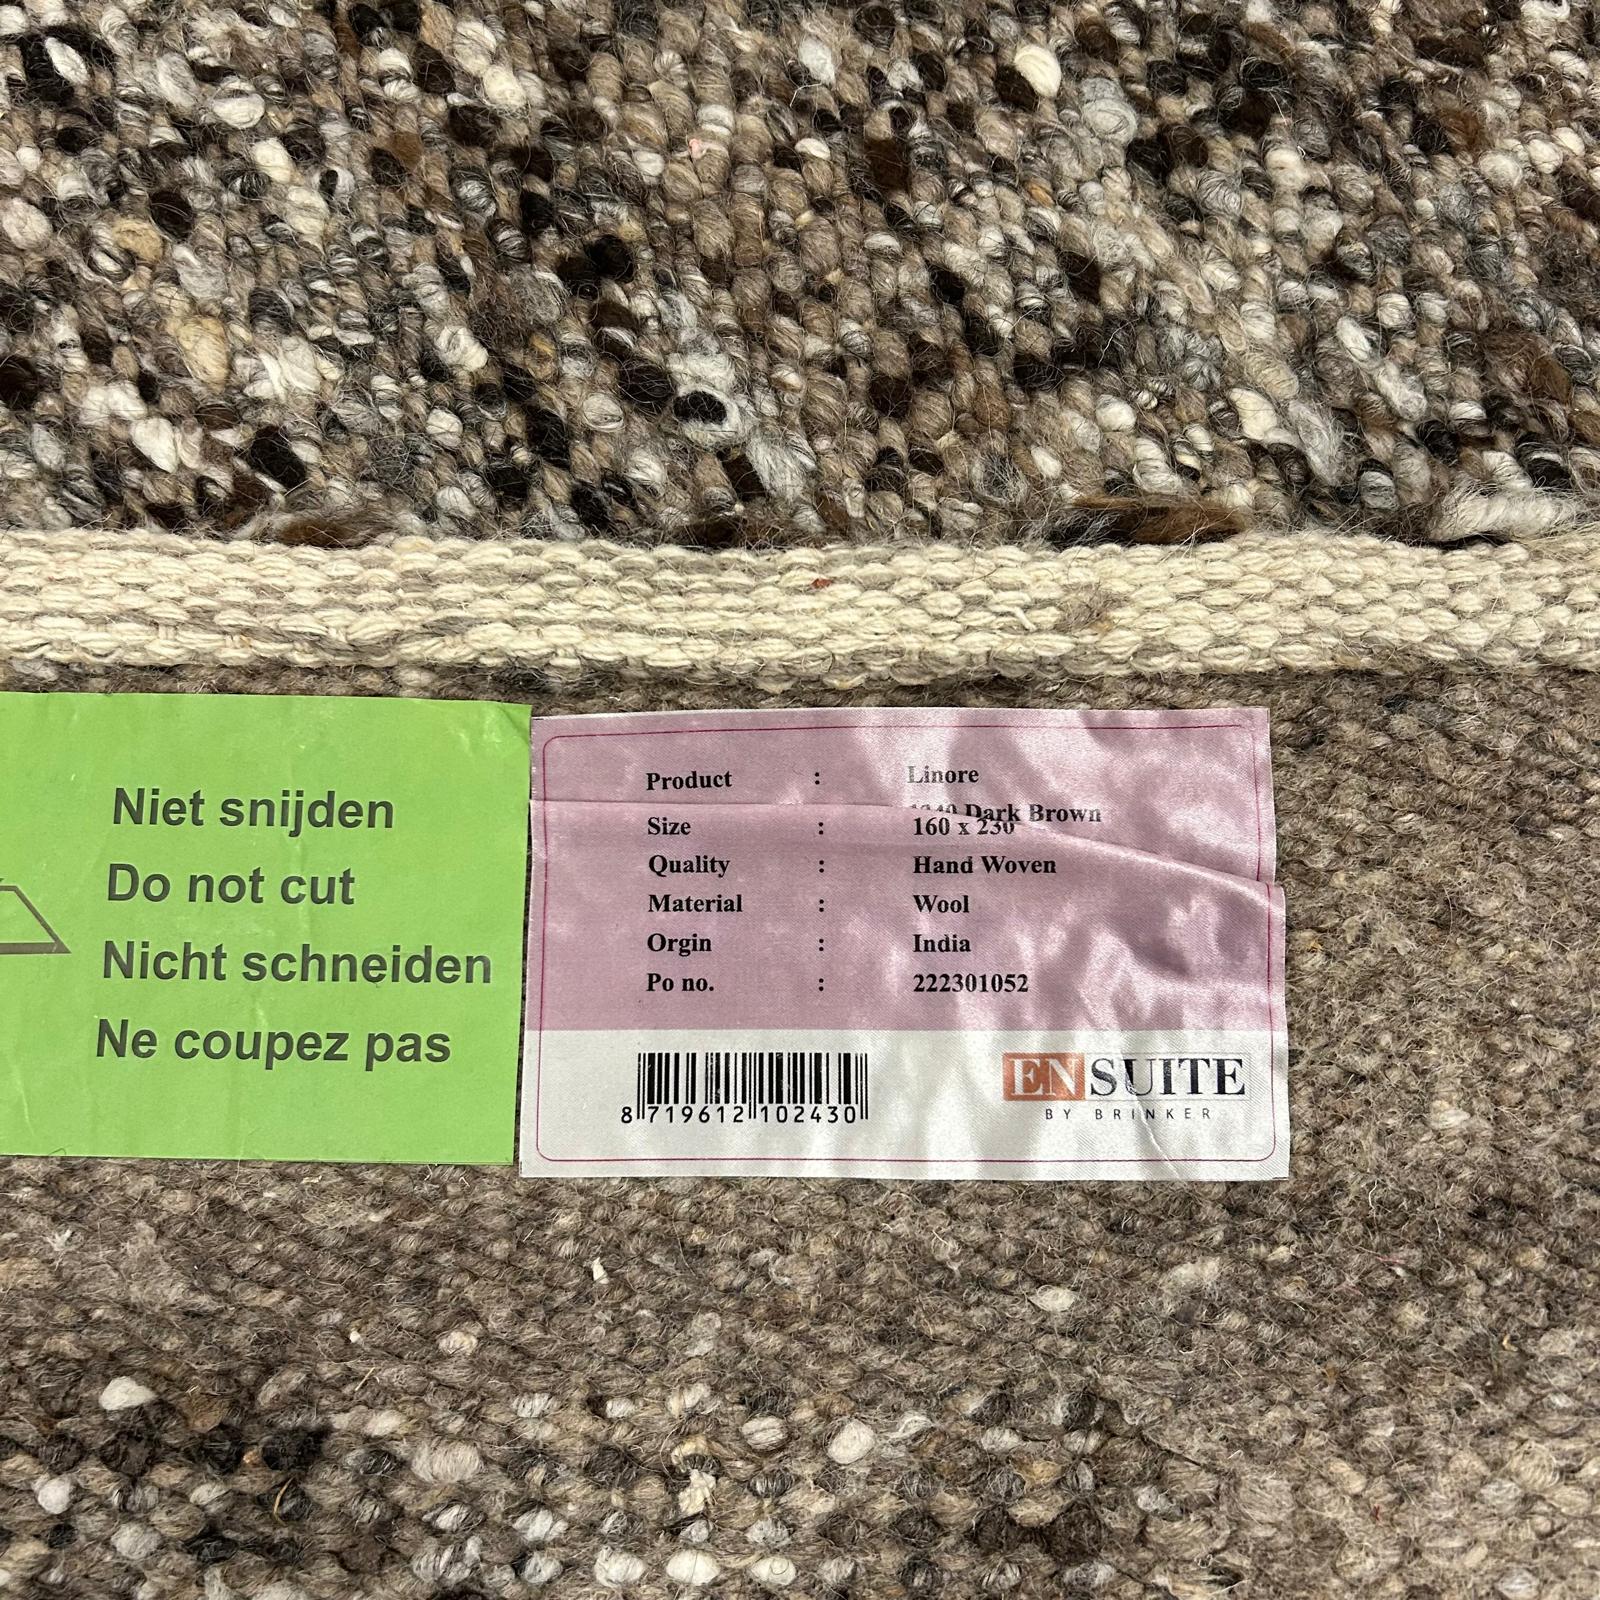 Niet snijden
Do not cut
Nicht schneiden
Ne coupez pas
Product : Linore
Dark Brown
Size : 160 x 230
Quality : Hand Woven
Material : Wool
Orgin : India
Po no. : 222301052
8 719612 102430
ENSUITE
BY BRINKER